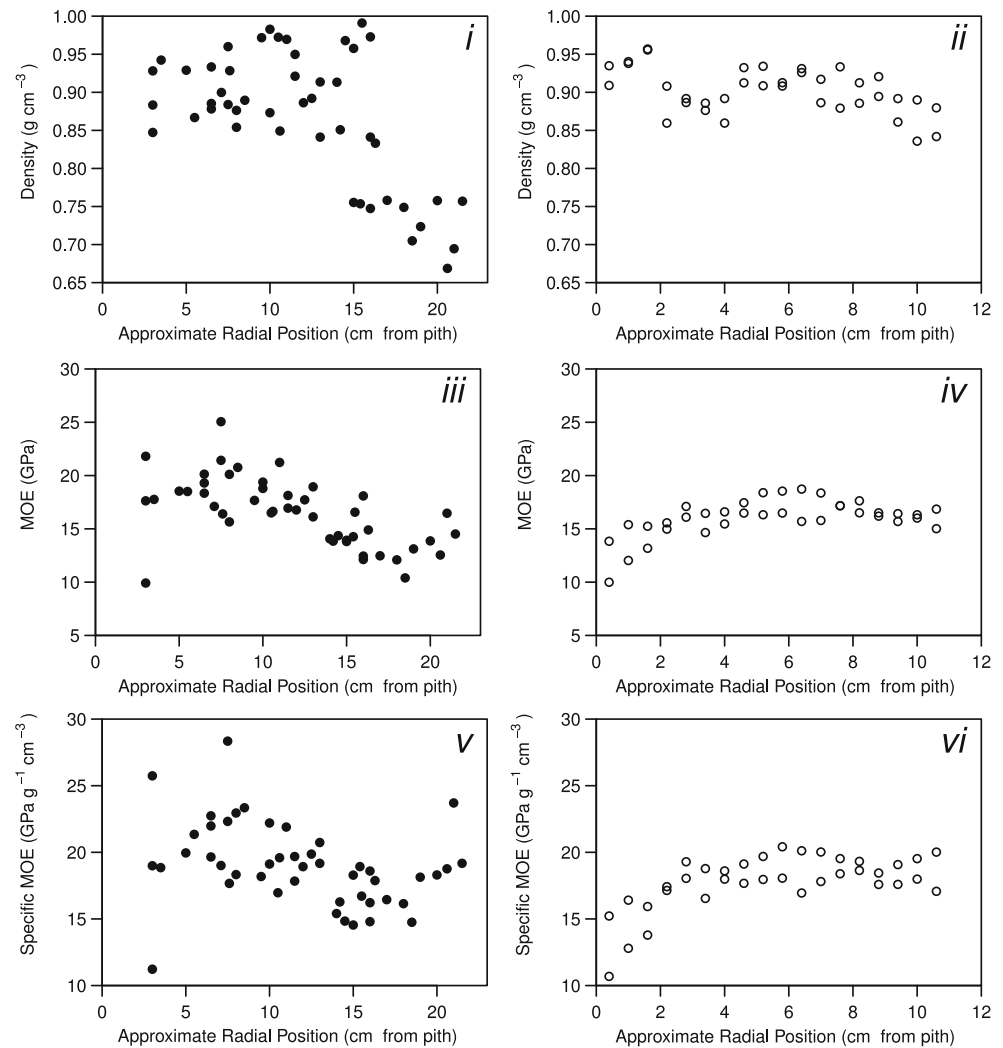 1.00
0.95
0.90
0.85
0.80
0.75
0.70
0.65
Density (g cm⁻³)
i
0 5 10 15 20
Approximate Radial Position (cm from pith)
1.00
0.95
0.90
0.85
0.80
0.75
0.70
0.65
Density (g cm⁻³)
ii
0 2 4 6 8 10 12
Approximate Radial Position (cm from pith)
30
25
20
15
10
5
MOE (GPa)
iii
0 5 10 15 20
Approximate Radial Position (cm from pith)
30
25
20
15
10
5
MOE (GPa)
iv
0 2 4 6 8 10 12
Approximate Radial Position (cm from pith)
30
25
20
15
10
Specific MOE (GPa g⁻¹ cm⁻³ )
v
0 5 10 15 20
Approximate Radial Position (cm from pith)
30
25
20
15
10
Specific MOE (GPa g⁻¹ cm⁻³ )
vi
0 2 4 6 8 10 12
Approximate Radial Position (cm from pith)